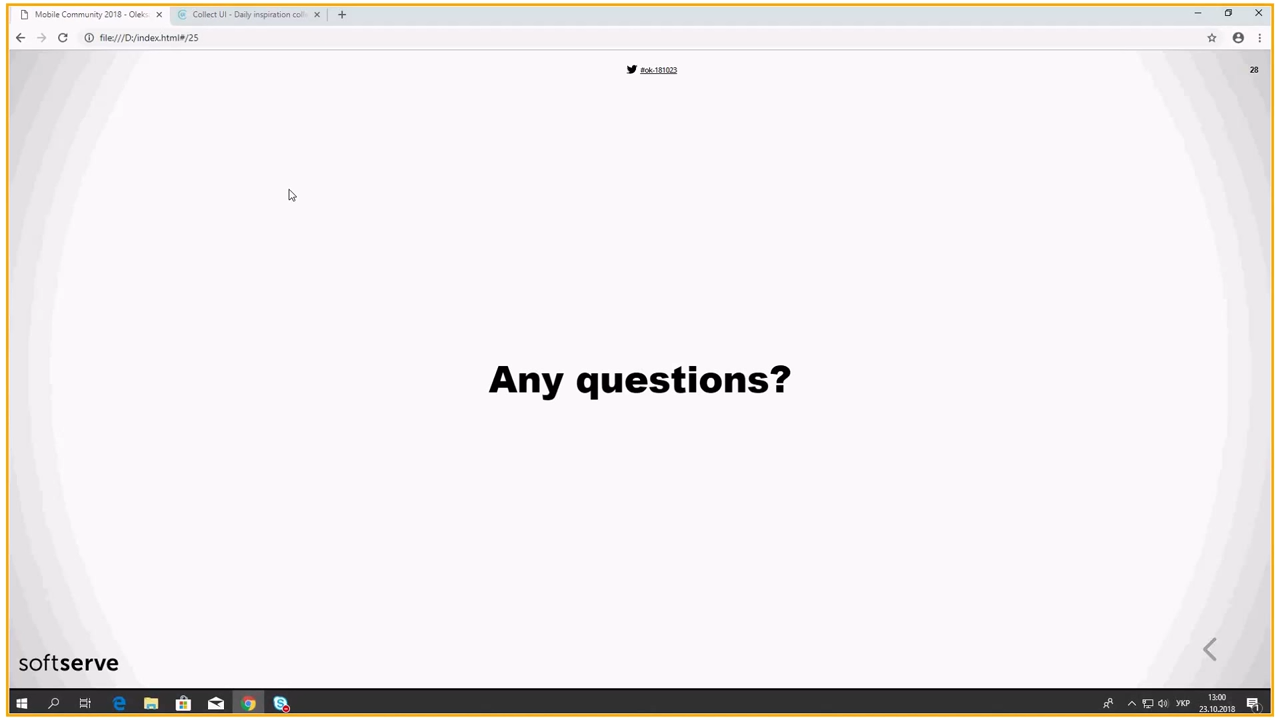 Mobile Community 2018 - Oleks
Collect UI - Daily inspiration coll
file:///D:/index.html#/25
#ok-181023
28
Any questions?
softserve
13:00
УКР
23.10.2018
1